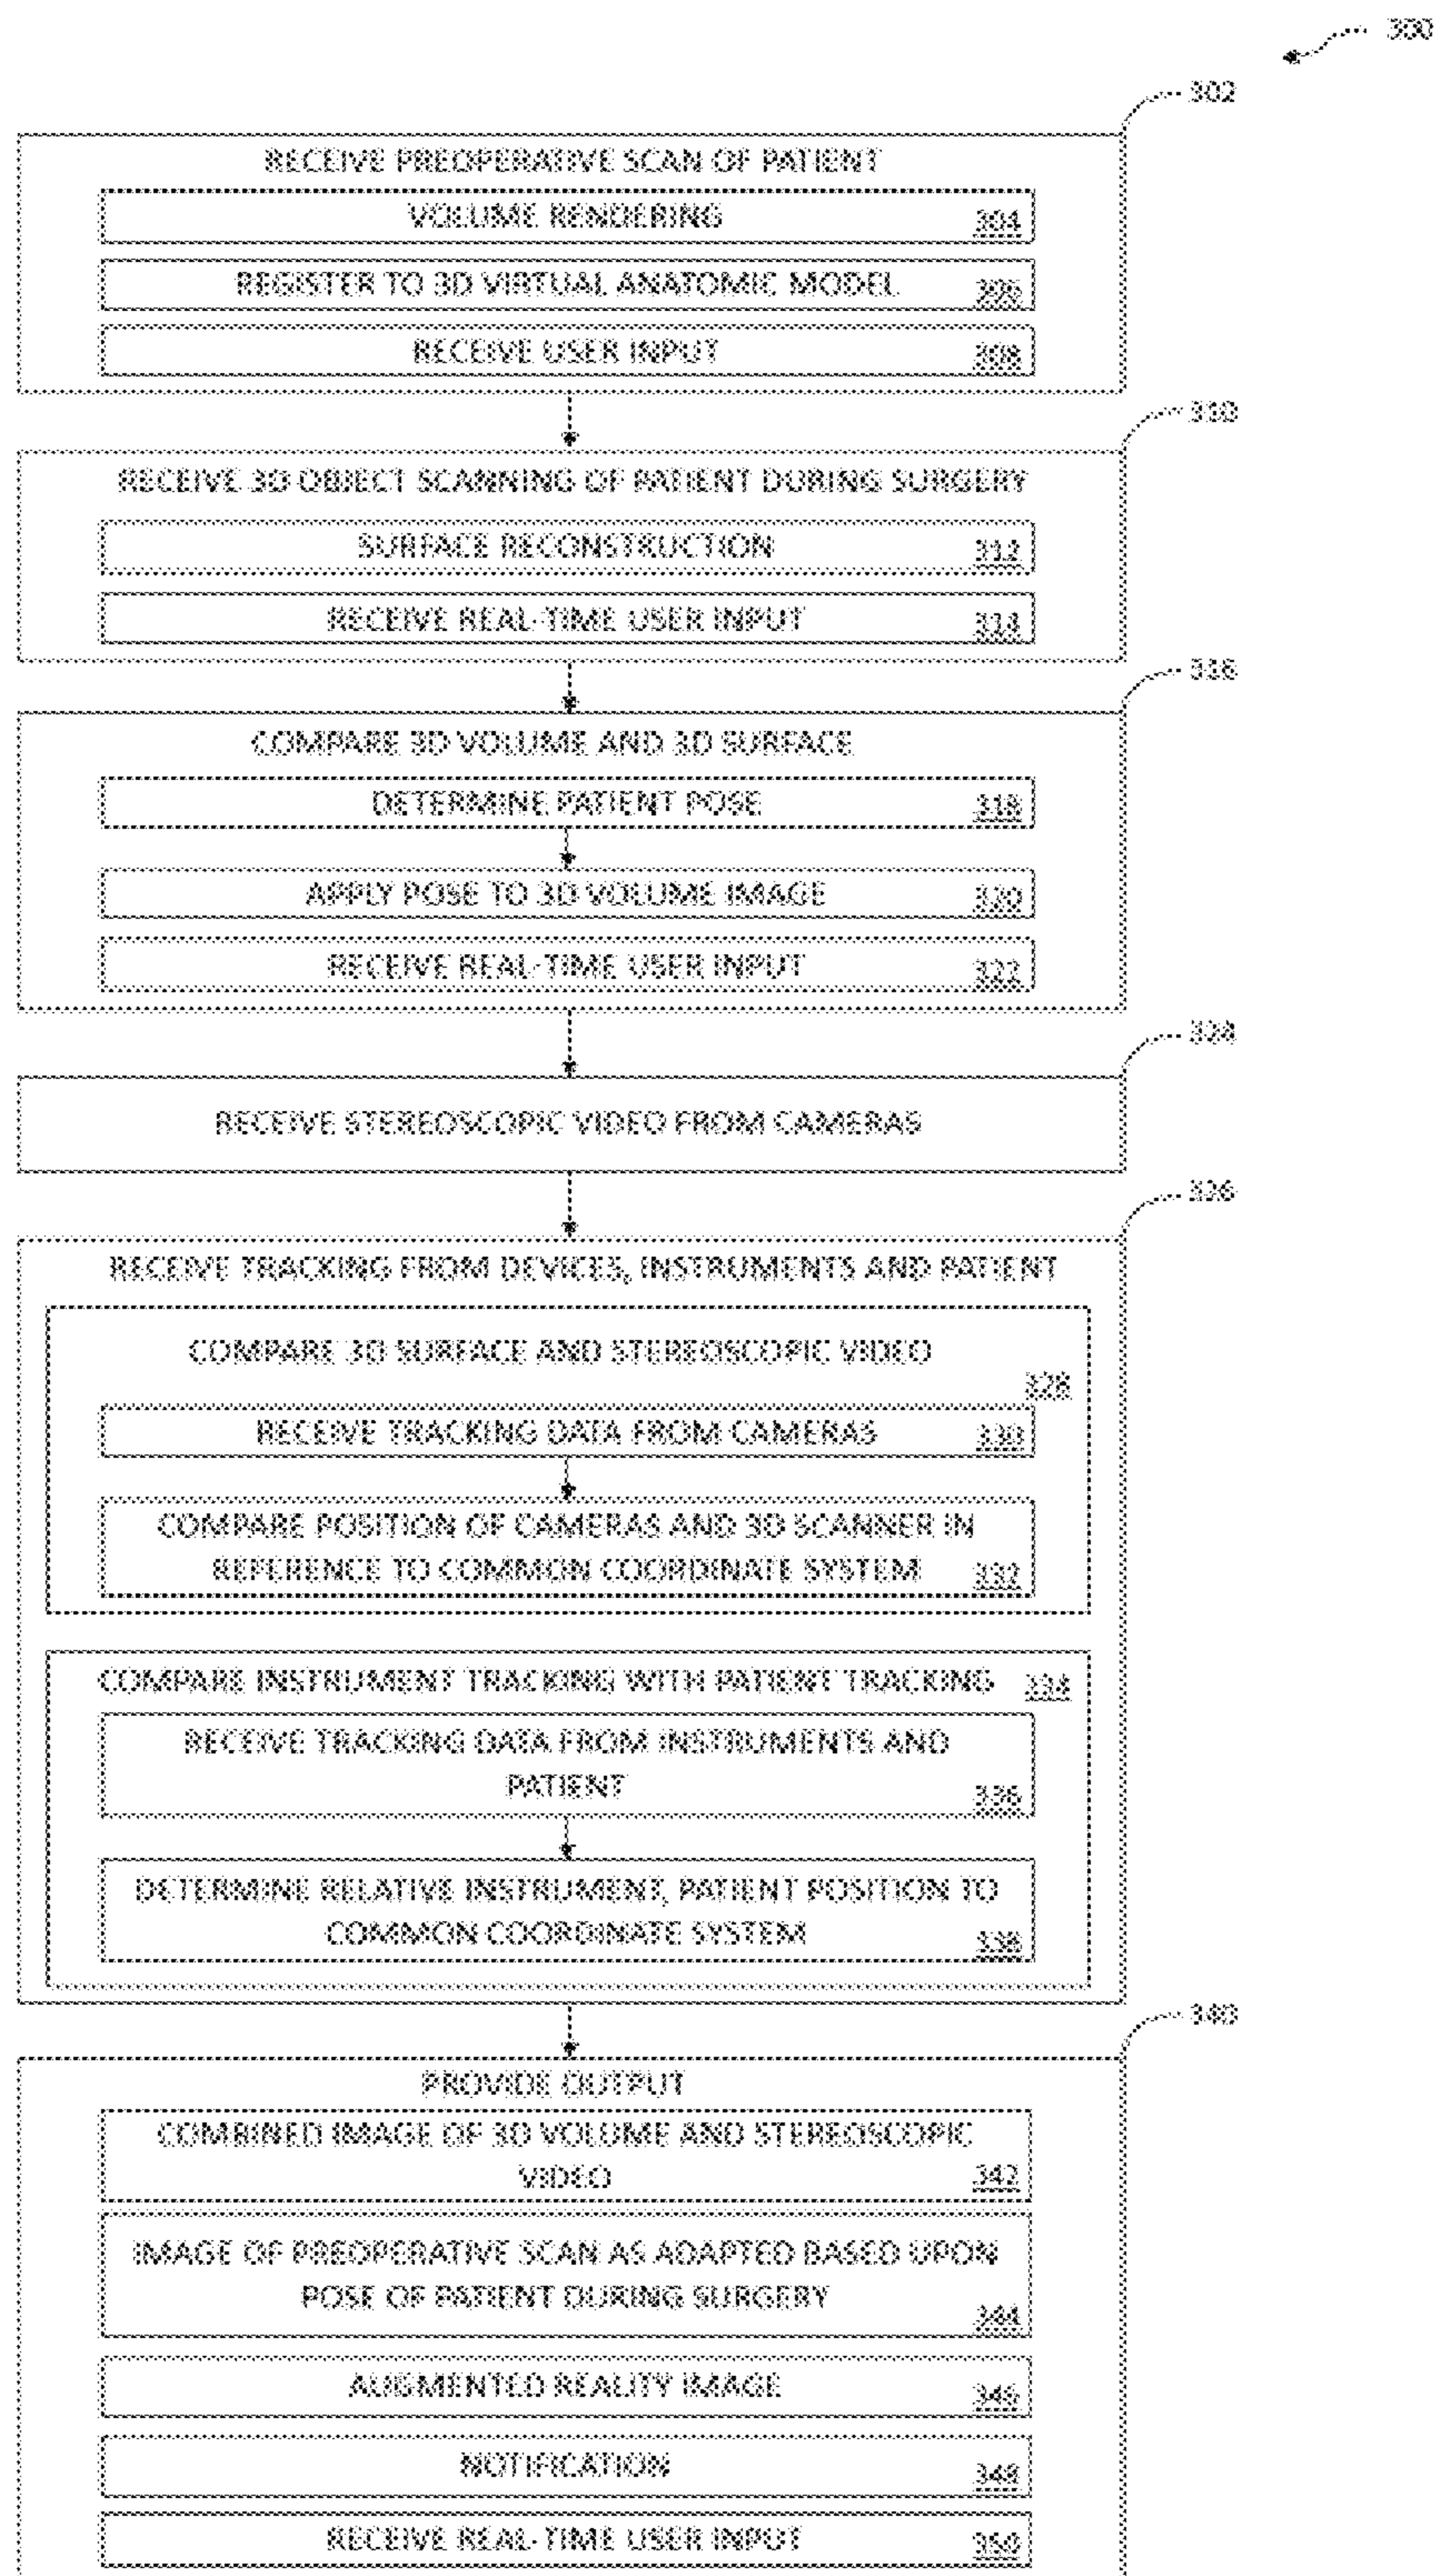 300
302
RECEIVE PREOPERATIVE SCAN OF PATIENT
VOLUME RENDERING 304
REGISTER TO 3D VIRTUAL ANATOMIC MODEL 306
RECEIVE USER INPUT 308
310
RECEIVE 3D OBJECT SCANNING OF PATIENT DURING SURGERY
SURFACE RECONSTRUCTION 312
RECEIVE REAL-TIME USER INPUT 314
316
COMPARE 3D VOLUME AND 3D SURFACE
DETERMINE PATIENT POSE 318
APPLY POSE TO 3D VOLUME IMAGE 320
RECEIVE REAL-TIME USER INPUT 322
324
RECEIVE STEREOSCOPIC VIDEO FROM CAMERAS
326
RECEIVE TRACKING FROM DEVICES, INSTRUMENTS AND PATIENT
COMPARE 3D SURFACE AND STEREOSCOPIC VIDEO
328
RECEIVE TRACKING DATA FROM CAMERAS 330
COMPARE POSITION OF CAMERAS AND 3D SCANNER IN
REFERENCE TO COMMON COORDINATE SYSTEM 332
COMPARE INSTRUMENT TRACKING WITH PATIENT TRACKING 334
RECEIVE TRACKING DATA FROM INSTRUMENTS AND
PATIENT 336
DETERMINE RELATIVE INSTRUMENT, PATIENT POSITION TO
COMMON COORDINATE SYSTEM 338
340
PROVIDE OUTPUT
COMBINED IMAGE OF 3D VOLUME AND STEREOSCOPIC
VIDEO 342
IMAGE OF PREOPERATIVE SCAN AS ADAPTED BASED UPON
POSE OF PATIENT DURING SURGERY 344
AUGMENTED REALITY IMAGE 346
NOTIFICATION 348
RECEIVE REAL-TIME USER INPUT 350